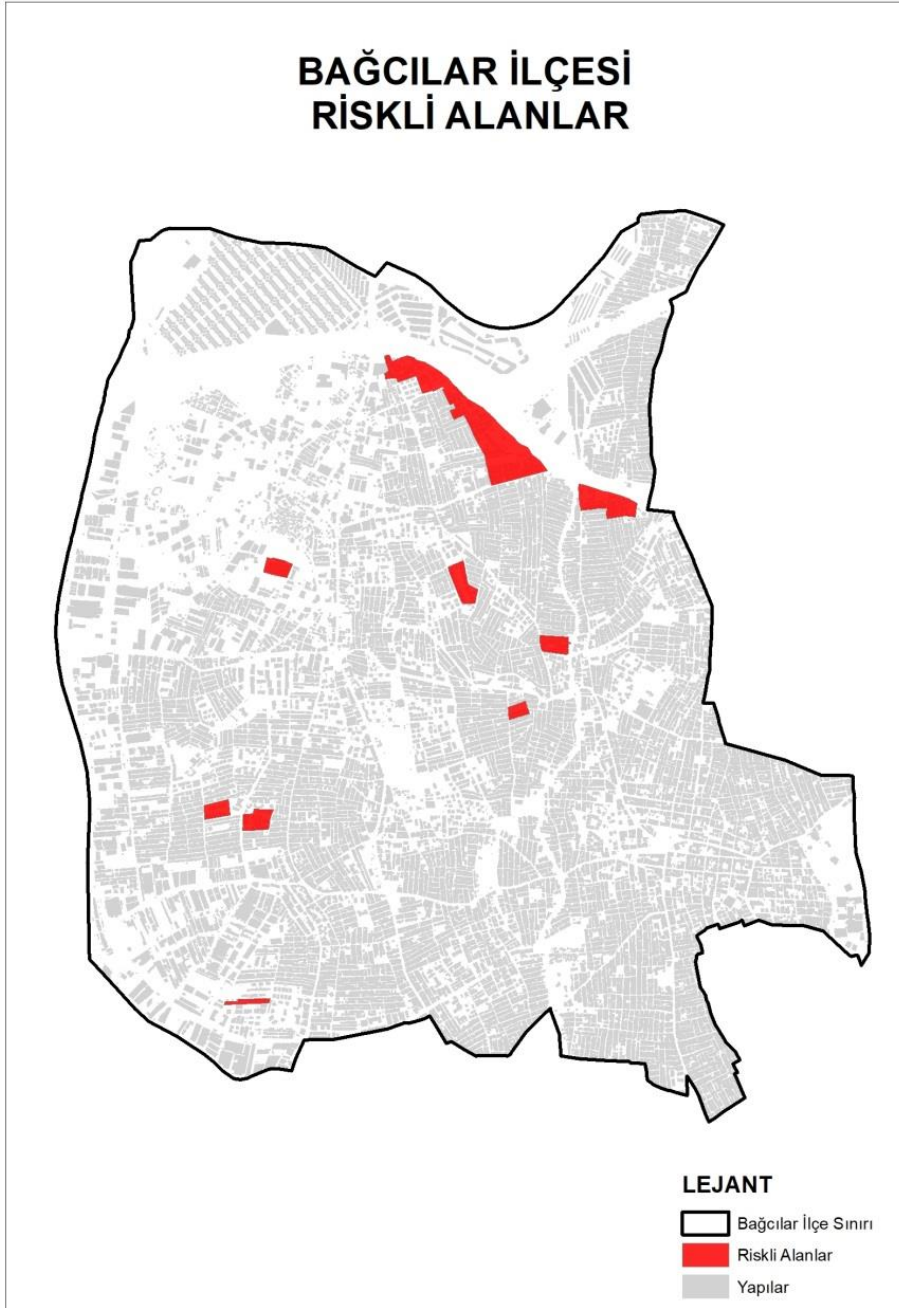 BAĞCILAR İLÇESİ
RİSKLİ ALANLAR
LEJANT
Bağcılar İlçe Sınırı
Riskli Alanlar
Yapılar